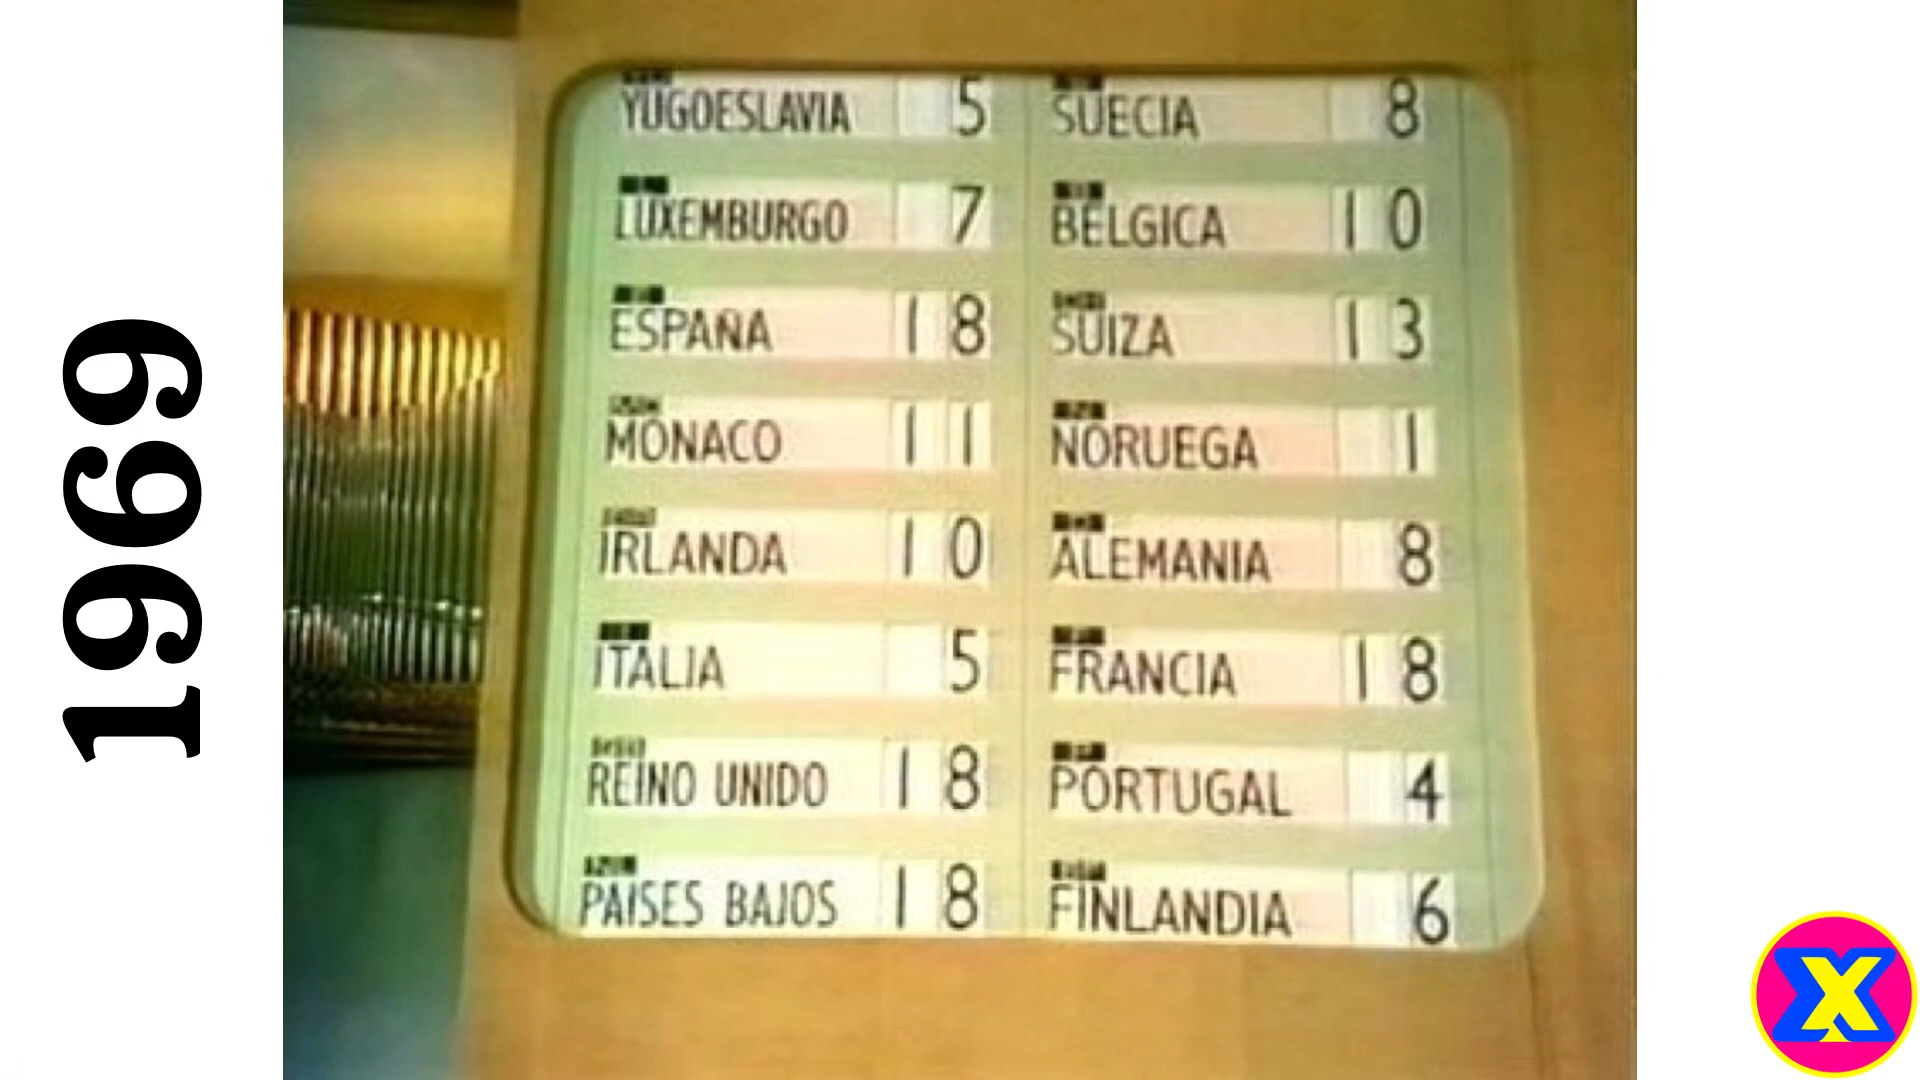 1969
YUGOESLAVIA 5
LUXEMBURGO 7
ESPAÑA 18
MONACO 11
IRLANDA 10
ITALIA 5
REINO UNIDO 18
PAISES BAJOS 18
SUECIA 8
BELGICA 10
SUIZA 13
NORUEGA 1
ALEMANIA 8
FRANCIA 18
PORTUGAL 4
FINLANDIA 6
X